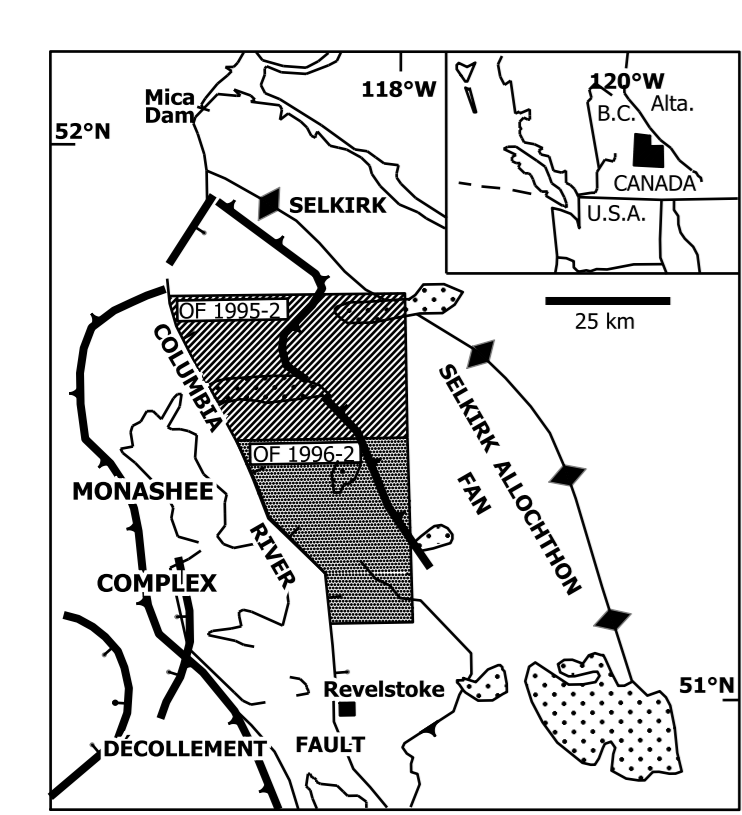 120°W
118°W
Mica
Dam
Alta.
B.C.
52°N
CANADA
SELKIRK
U.S.A.
OF 1995-2
25 km
COLUMBIA
SELKIRK ALLOCHTHON
OF 1996-2
FAN
MONASHEE
RIVER
COMPLEX
51°N
Revelstoke
DÉCOLLEMENT
FAULT